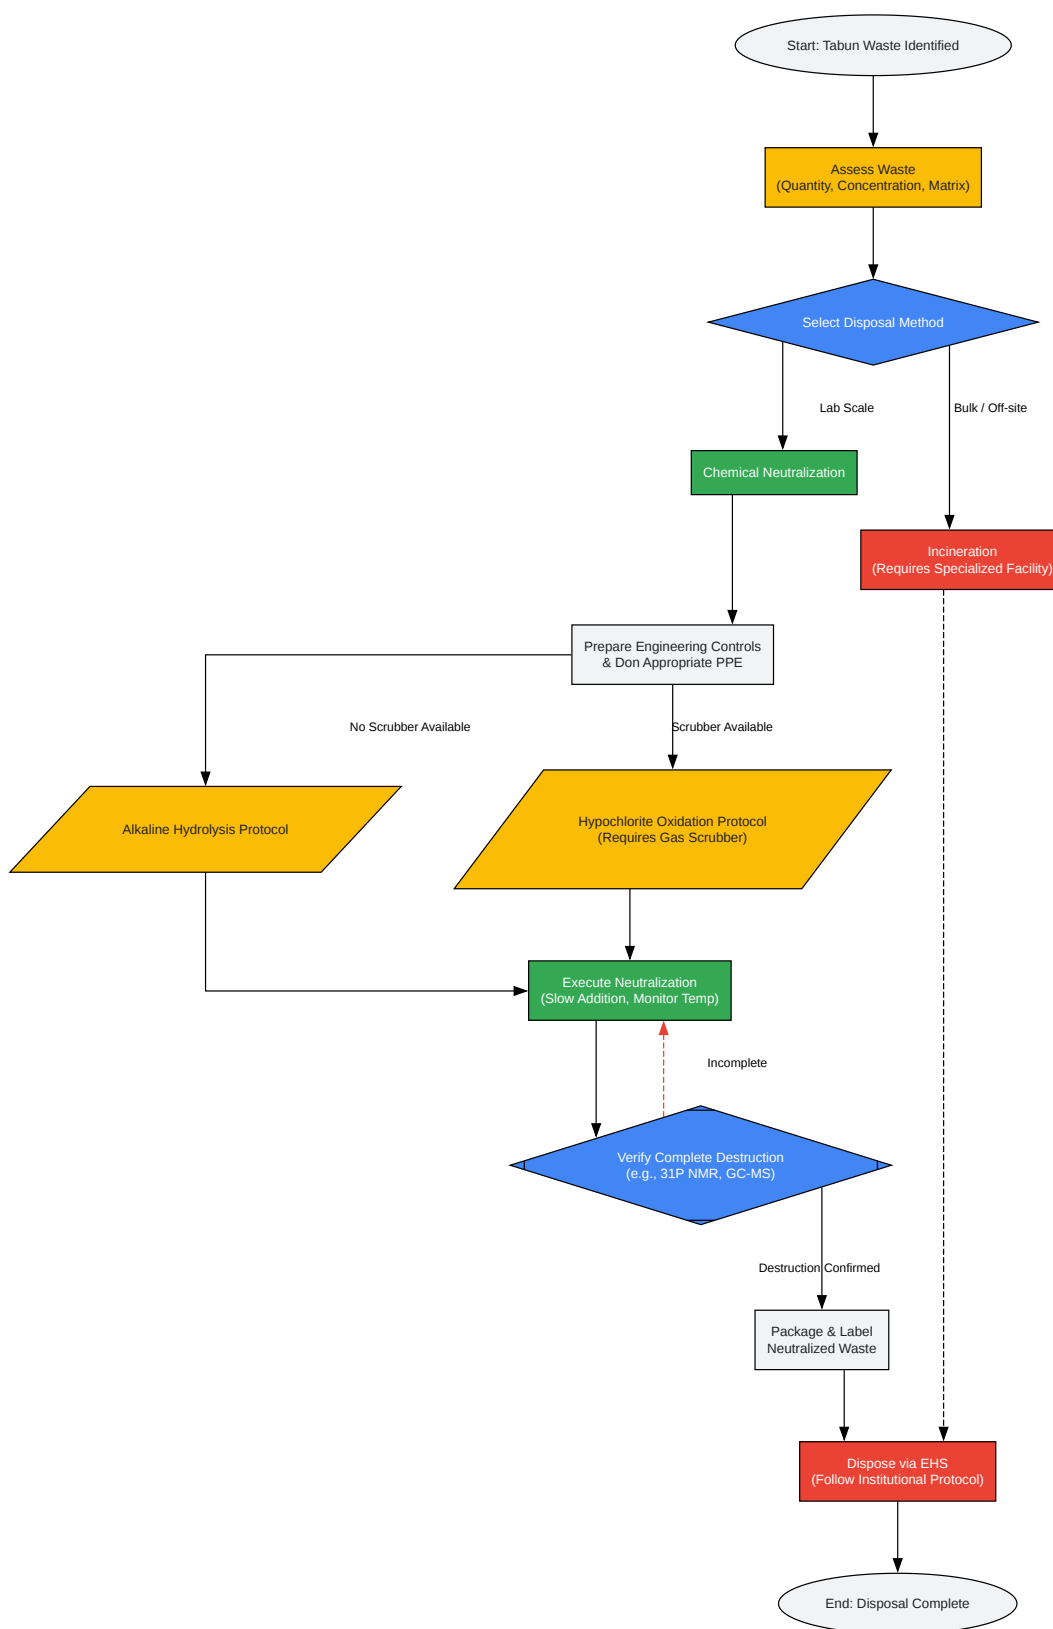 Start: Tabun Waste Identified
Assess Waste
(Quantity, Concentration, Matrix)
Select Disposal Method
Lab Scale
Bulk / Off-site
Chemical Neutralization
Incineration
(Requires Specialized Facility)
Prepare Engineering Controls
& Don Appropriate PPE
No Scrubber Available
Scrubber Available
Alkaline Hydrolysis Protocol
Hypochlorite Oxidation Protocol
(Requires Gas Scrubber)
Execute Neutralization
(Slow Addition, Monitor Temp)
Incomplete
Verify Complete Destruction
(e.g., 31P NMR, GC-MS)
Destruction Confirmed
Package & Label
Neutralized Waste
Dispose via EHS
(Follow Institutional Protocol)
End: Disposal Complete